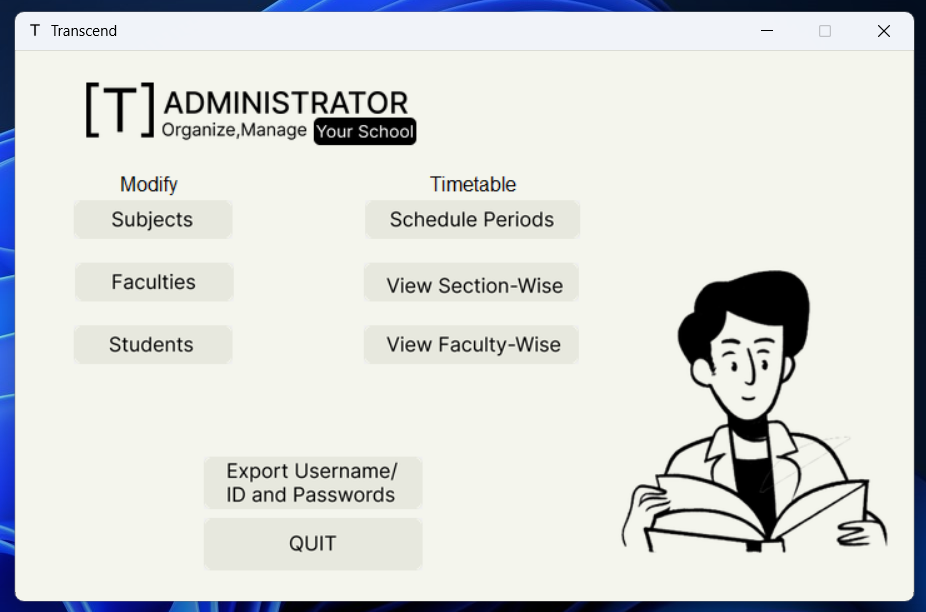 T Transcend
[T] ADMINISTRATOR
Organize,Manage Your School
Modify
Subjects
Faculties
Students
Timetable
Schedule Periods
View Section-Wise
View Faculty-Wise
Export Username/
ID and Passwords
QUIT